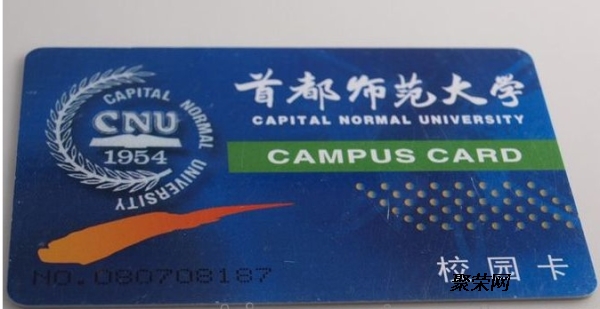 首都师范大学
CAPITAL NORMAL UNIVERSITY
CAMPUS CARD
CAPITAL NORMAL UNIVERSITY
CNU
1954
NO.080708187
校园卡
聚荣网